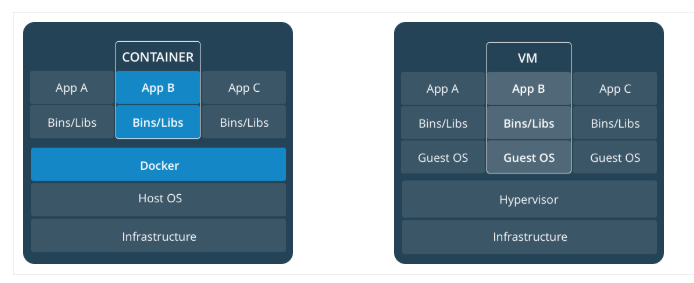 CONTAINER
App A App B App C
Bins/Libs Bins/Libs Bins/Libs
Docker
Host OS
Infrastructure
VM
App A App B App C
Bins/Libs Bins/Libs Bins/Libs
Guest OS Guest OS Guest OS
Hypervisor
Infrastructure